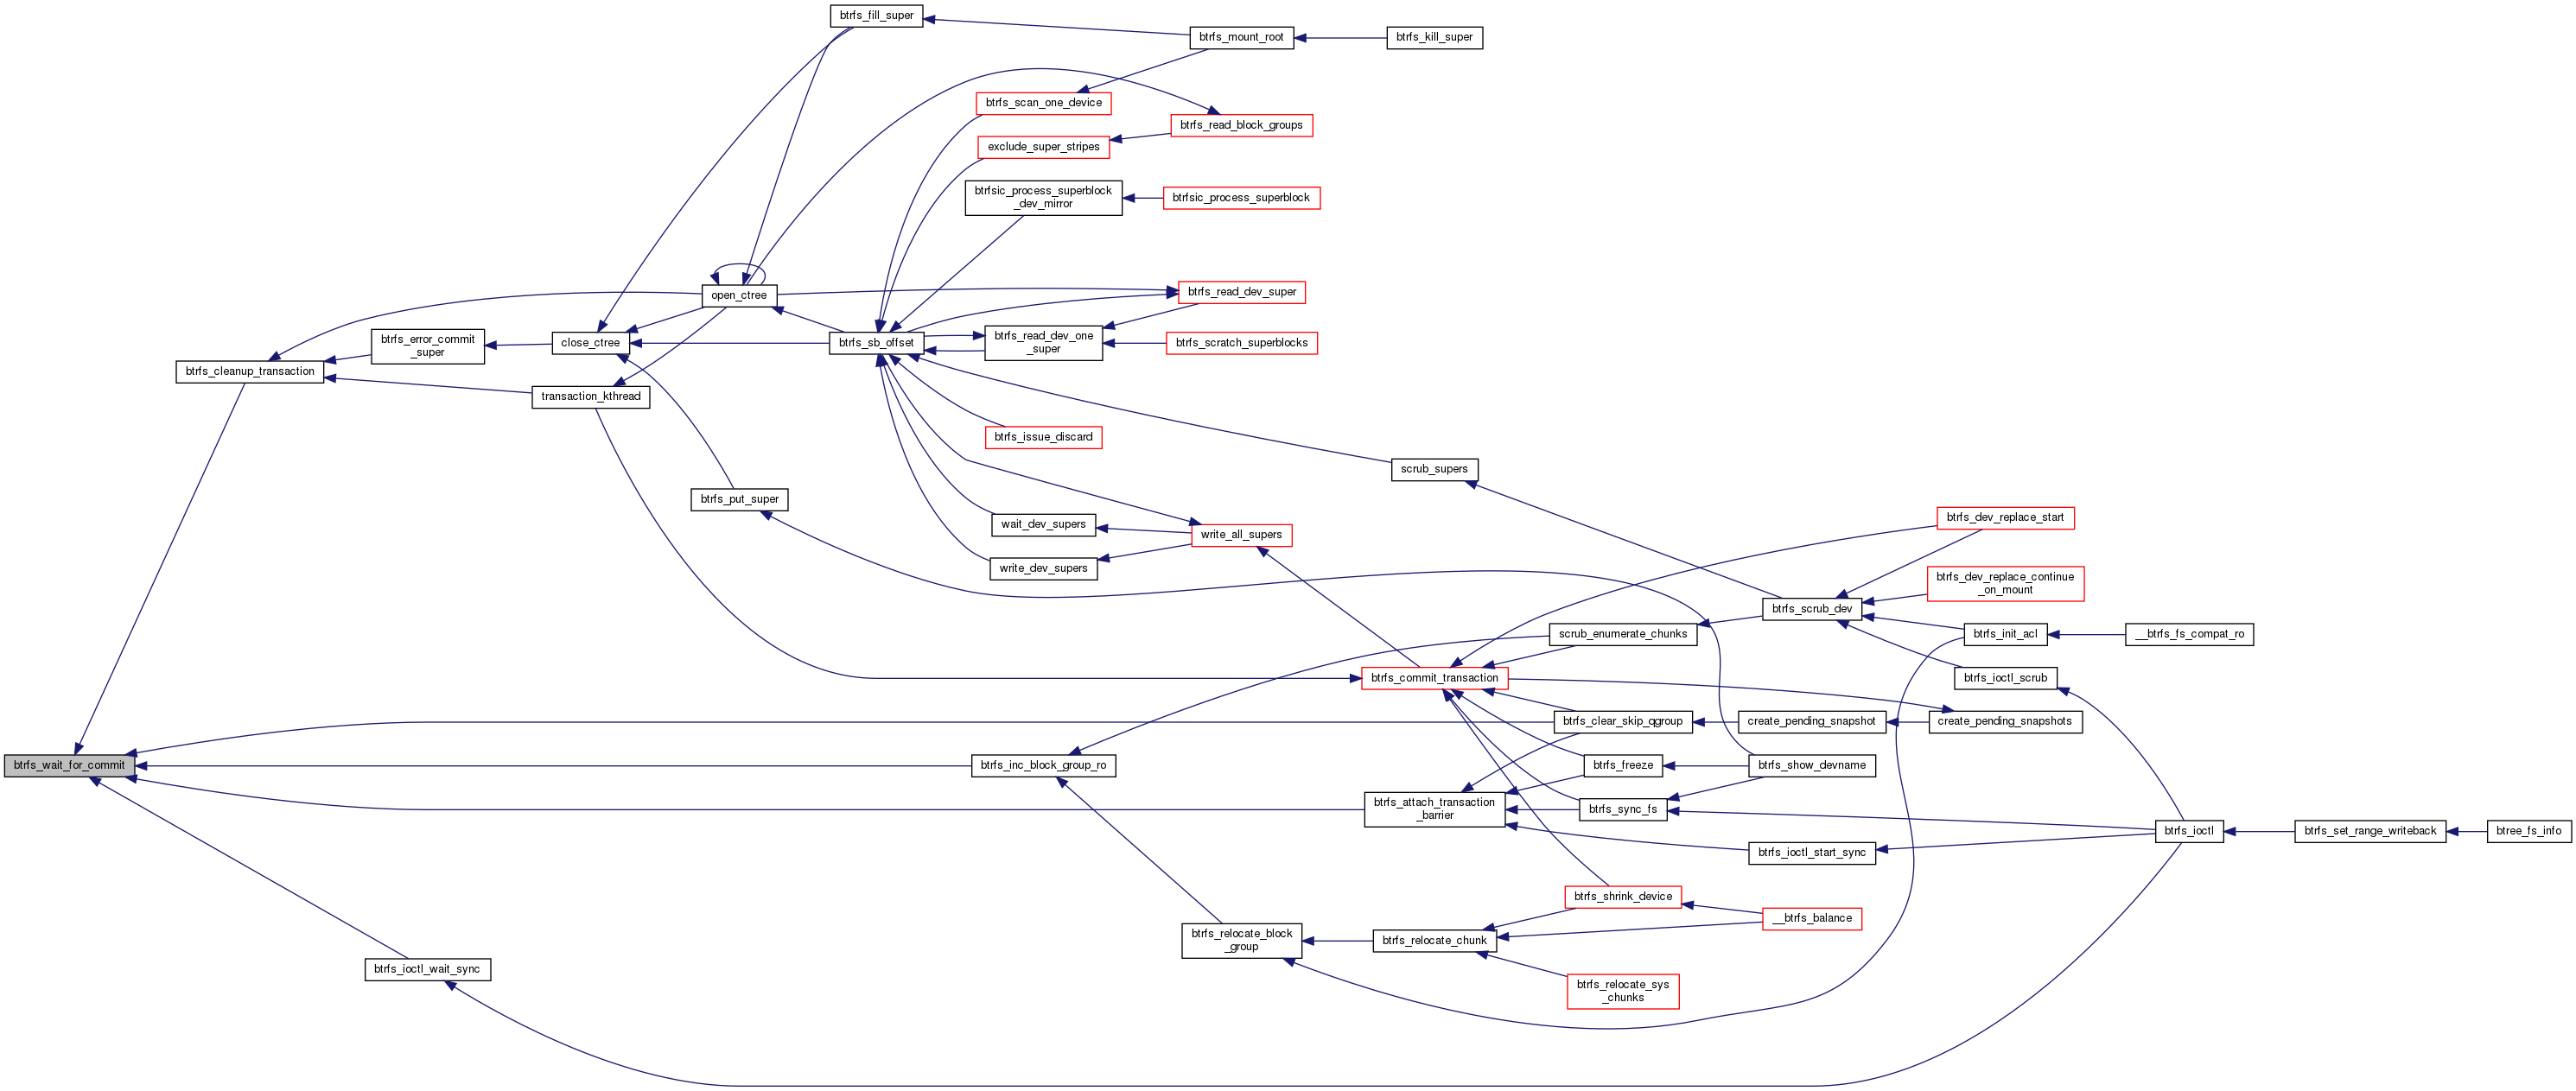 btrfs_fill_super
btrfs_mount_root
btrfs_kill_super
btrfs_scan_one_device
btrfs_read_block_groups
exclude_super_stripes
btrfsic_process_superblock
_dev_mirror
btrfsic_process_superblock
open_ctree
btrfs_read_dev_super
btrfs_error_commit
_super
close_ctree
btrfs_sb_offset
btrfs_read_dev_one
_super
btrfs_scratch_superblocks
btrfs_cleanup_transaction
transaction_kthread
btrfs_issue_discard
scrub_supers
btrfs_put_super
wait_dev_supers
write_all_supers
btrfs_dev_replace_start
write_dev_supers
btrfs_dev_replace_continue
_on_mount
btrfs_scrub_dev
scrub_enumerate_chunks
btrfs_init_acl
__btrfs_fs_compat_ro
btrfs_commit_transaction
btrfs_ioctl_scrub
btrfs_clear_skip_qgroup
create_pending_snapshot
create_pending_snapshots
btrfs_wait_for_commit
btrfs_inc_block_group_ro
btrfs_freeze
btrfs_show_devname
btrfs_attach_transaction
_barrier
btrfs_sync_fs
btrfs_ioctl
btrfs_set_range_writeback
btree_fs_info
btrfs_ioctl_start_sync
btrfs_shrink_device
__btrfs_balance
btrfs_relocate_block
_group
btrfs_relocate_chunk
btrfs_ioctl_wait_sync
btrfs_relocate_sys
_chunks